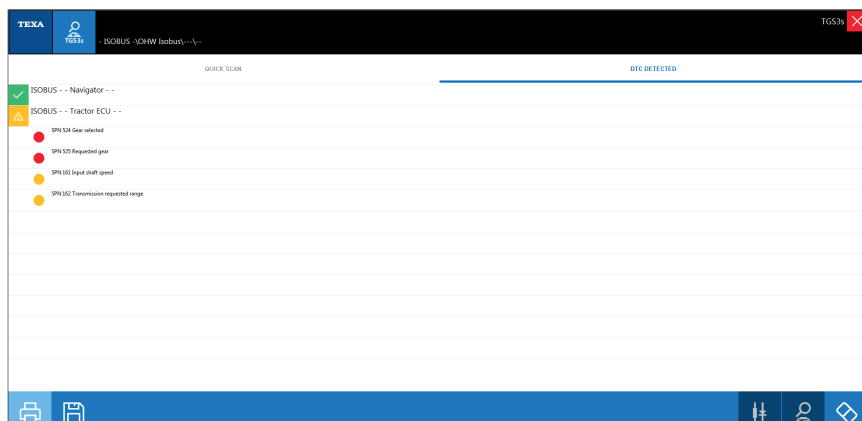 TEXA
TGS3s
- ISOBUS -\OHW Isobus\---\--
TGS3s
QUICK SCAN
DTC DETECTED
ISOBUS - - Navigator - -
ISOBUS - - Tractor ECU - -
SPN 524 Gear selected
SPN 525 Requested gear
SPN 161 Input shaft speed
SPN 162 Transmission requested range